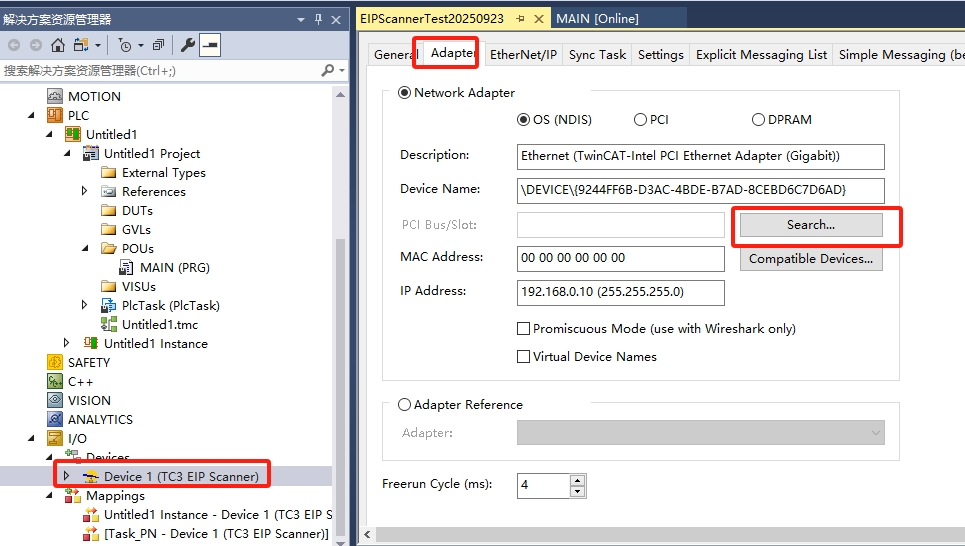 解决方案资源管理器
搜索解决方案资源管理器(Ctrl+;)
MOTION
PLC
Untitled1
Untitled1 Project
External Types
References
DUTs
GVLs
POUs
MAIN (PRG)
VISUs
PlcTask (PlcTask)
Untitled1.tmc
Untitled1 Instance
SAFETY
C++
VISION
ANALYTICS
I/O
Devices
Device 1 (TC3 EIP Scanner)
Mappings
Untitled1 Instance - Device 1 (TC3 EIP S
[Task_PN - Device 1 (TC3 EIP Scanner)]
EIPScannerTest20250923
MAIN [Online]
General
Adapter
EtherNet/IP
Sync Task
Settings
Explicit Messaging List
Simple Messaging (be
Network Adapter
OS (NDIS)
PCI
DPRAM
Description:
Ethernet (TwinCAT-Intel PCI Ethernet Adapter (Gigabit))
Device Name:
\DEVICE\{9244FF6B-D3AC-4BDE-B7AD-8CEBD6C7D6AD}
PCI Bus/Slot:
Search...
MAC Address:
00 00 00 00 00 00
Compatible Devices...
IP Address:
192.168.0.10 (255.255.255.0)
Promiscuous Mode (use with Wireshark only)
Virtual Device Names
Adapter Reference
Adapter:
Freerun Cycle (ms):
4